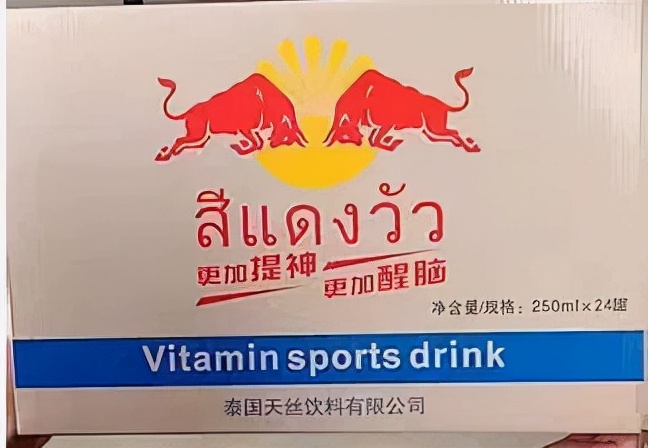 สีแดงวัว
更加提神
更加醒脑
净含量/规格：250ml×24罐
Vitamin sports drink
泰国天丝饮料有限公司